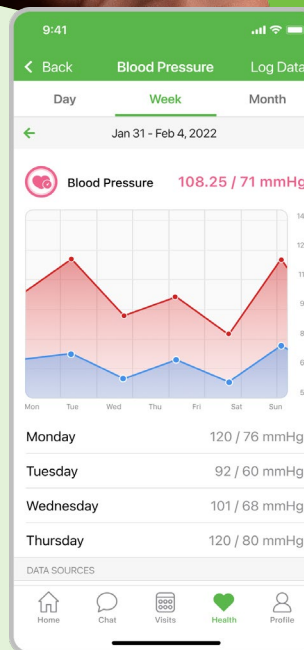 9:41
Back Blood Pressure Log Data
Day Week Month
Jan 31 - Feb 4, 2022
Blood Pressure 108.25 / 71 mmHg
Mon Tue Wed Thu Fri Sat Sun
Monday 120 / 76 mmHg
Tuesday 92 / 60 mmHg
Wednesday 101 / 68 mmHg
Thursday 120 / 80 mmHg
DATA SOURCES
Home Chat Visits Health Profile